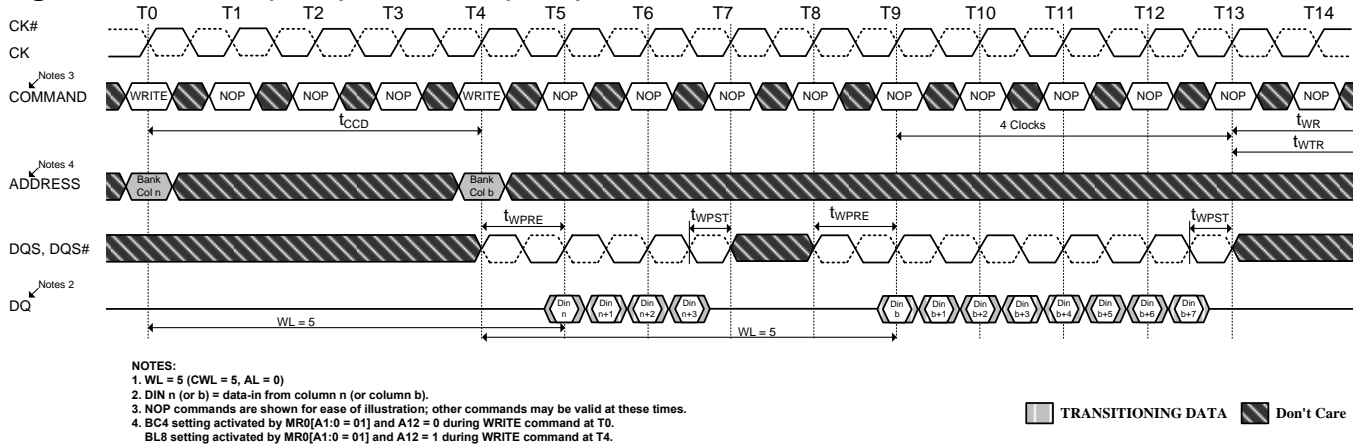 T0 T1 T2 T3 T4 T5 T6 T7 T8 T9 T10 T11 T12 T13 T14
CK#
CK
Notes 3
COMMAND
WRITE NOP NOP NOP WRITE NOP NOP NOP NOP NOP NOP NOP NOP NOP NOP
tCCD
4 Clocks
tWR
tWTR
Notes 4
ADDRESS
Bank Bank
Col n Col b
tWPRE tWPST tWPRE tWPST
DQS, DQS#
Notes 2
DQ
Din Din Din Din Din Din Din Din Din Din Din Din
n n+1 n+2 n+3 b b+1 b+2 b+3 b+4 b+5 b+6 b+7
WL = 5 WL = 5
NOTES:
1. WL = 5 (CWL = 5, AL = 0)
2. DIN n (or b) = data-in from column n (or column b).
3. NOP commands are shown for ease of illustration; other commands may be valid at these times.
4. BC4 setting activated by MR0[A1:0 = 01] and A12 = 0 during WRITE command at T0.
BL8 setting activated by MR0[A1:0 = 01] and A12 = 1 during WRITE command at T4.
TRANSITIONING DATA Don't Care